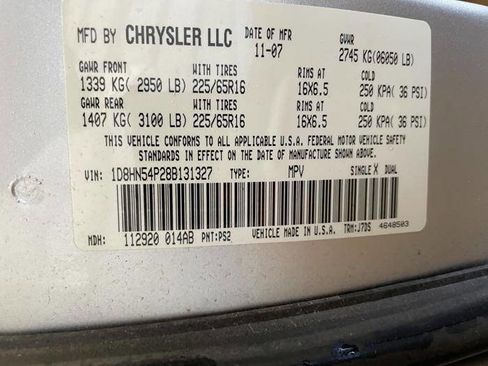 MFD BY CHRYSLER LLC DATE OF MFR GVWR
11-07 2745 KG(06050 LB)
GAWR FRONT WITH TIRES RIMS AT COLD
1339 KG( 2950 LB) 225/65R16 16X6.5 250 KPA( 36 PSI)
GAWR REAR WITH TIRES RIMS AT COLD
1407 KG( 3100 LB) 225/65R16 16X6.5 250 KPA( 36 PSI)
THIS VEHICLE CONFORMS TO ALL APPLICABLE U.S.A. FEDERAL MOTOR VEHICLE SAFETY
STANDARDS IN EFFECT ON THE DATE OF MANUFACTURE SHOWN ABOVE.
VIN: 1D8HN54P28B131327 TYPE: MPV SINGLE X DUAL
MDH: 112920 014AB PNT:PS2 VEHICLE MADE IN U.S.A. TRM:J7DS 4648503